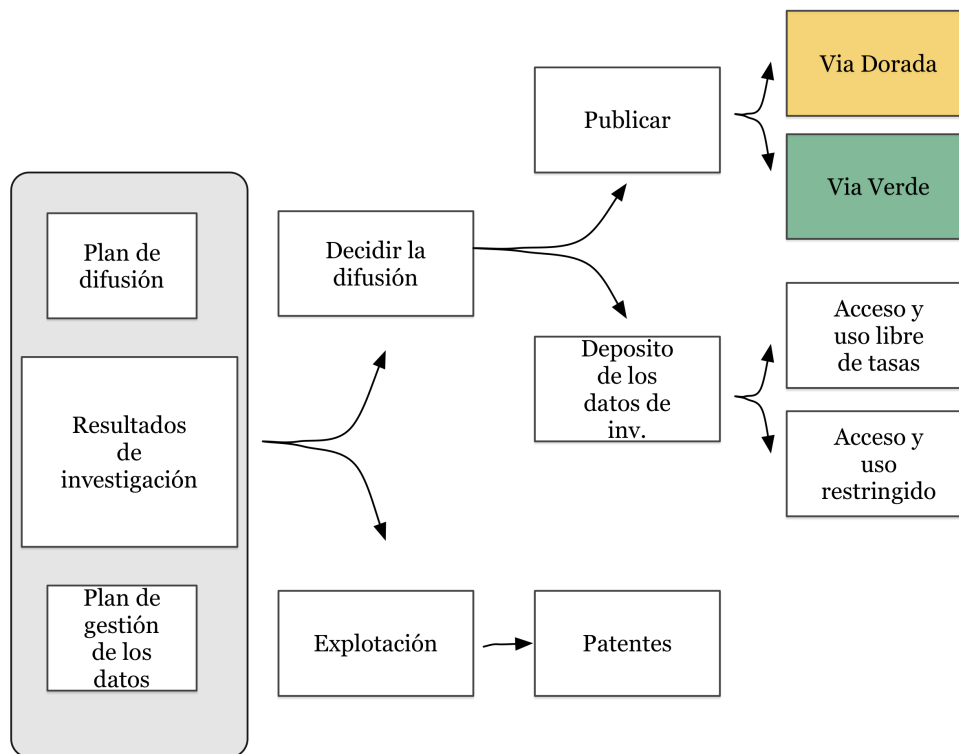 Plan de
difusión
Resultados
de
investigación
Plan de
gestión
de los
datos
Decidir la
difusión
Explotación
Publicar
Deposito
de los
datos de
inv.
Patentes
Via Dorada
Via Verde
Acceso y
uso libre
de tasas
Acceso y
uso
restringido